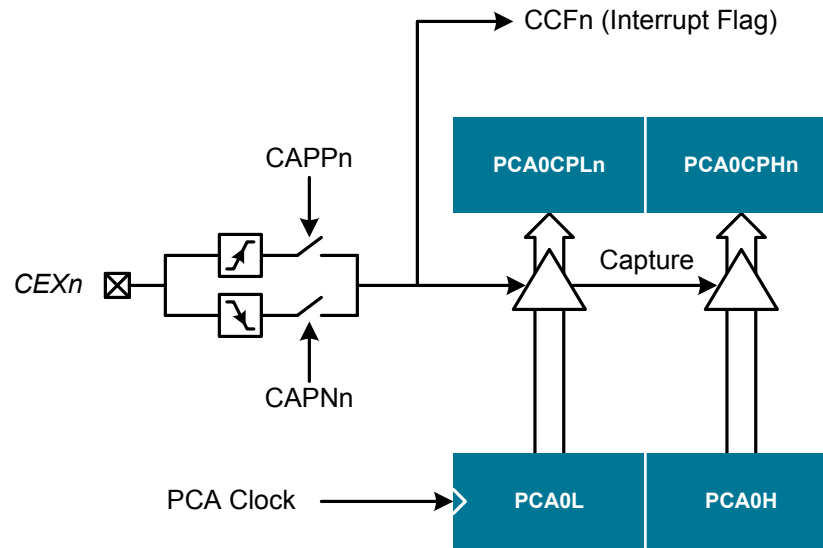 CCFn (Interrupt Flag)
PCA0CPLn
PCA0CPHn
CAPPn
Capture
CEXn
CAPNn
PCA Clock
PCA0L
PCA0H